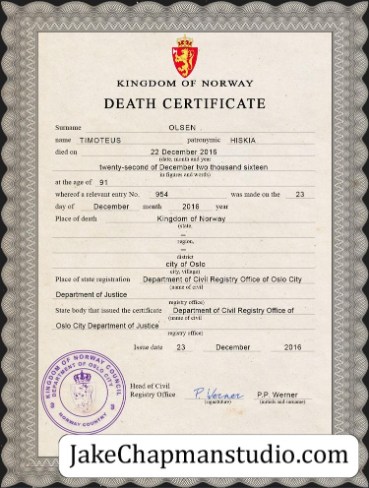 KINGDOM OF NORWAY
DEATH CERTIFICATE
Surname OLSEN
name TIMOTEUS patronymic HISKIA
died on 22 December 2016
(date, month and year
twenty-second of December two thousand sixteen
in figures and words)
at the age of 91
whereof a relevant entry No. 954 was made on the 23
day of December month 2016 year
Place of death Kingdom of Norway
(state,
–
region,
–
district
city of Oslo
city, village)
Place of state registration Department of Civil Registry Office of Oslo City
(name of civil
Department of Justice
registry office)
State body that issued the certificate Department of Civil Registry Office of
(name of civil
Oslo City Department of Justice
registry office)
Issue date 23 December 2016
KINGDOM OF NORWAY COUNCIL
DEPARTMENT OF OSLO CITY
NORWAY COUNTRY
Head of Civil
Registry Office P. Verner P.P. Werner
(signature) (initials and surname)
JakeChapmanstudio.com